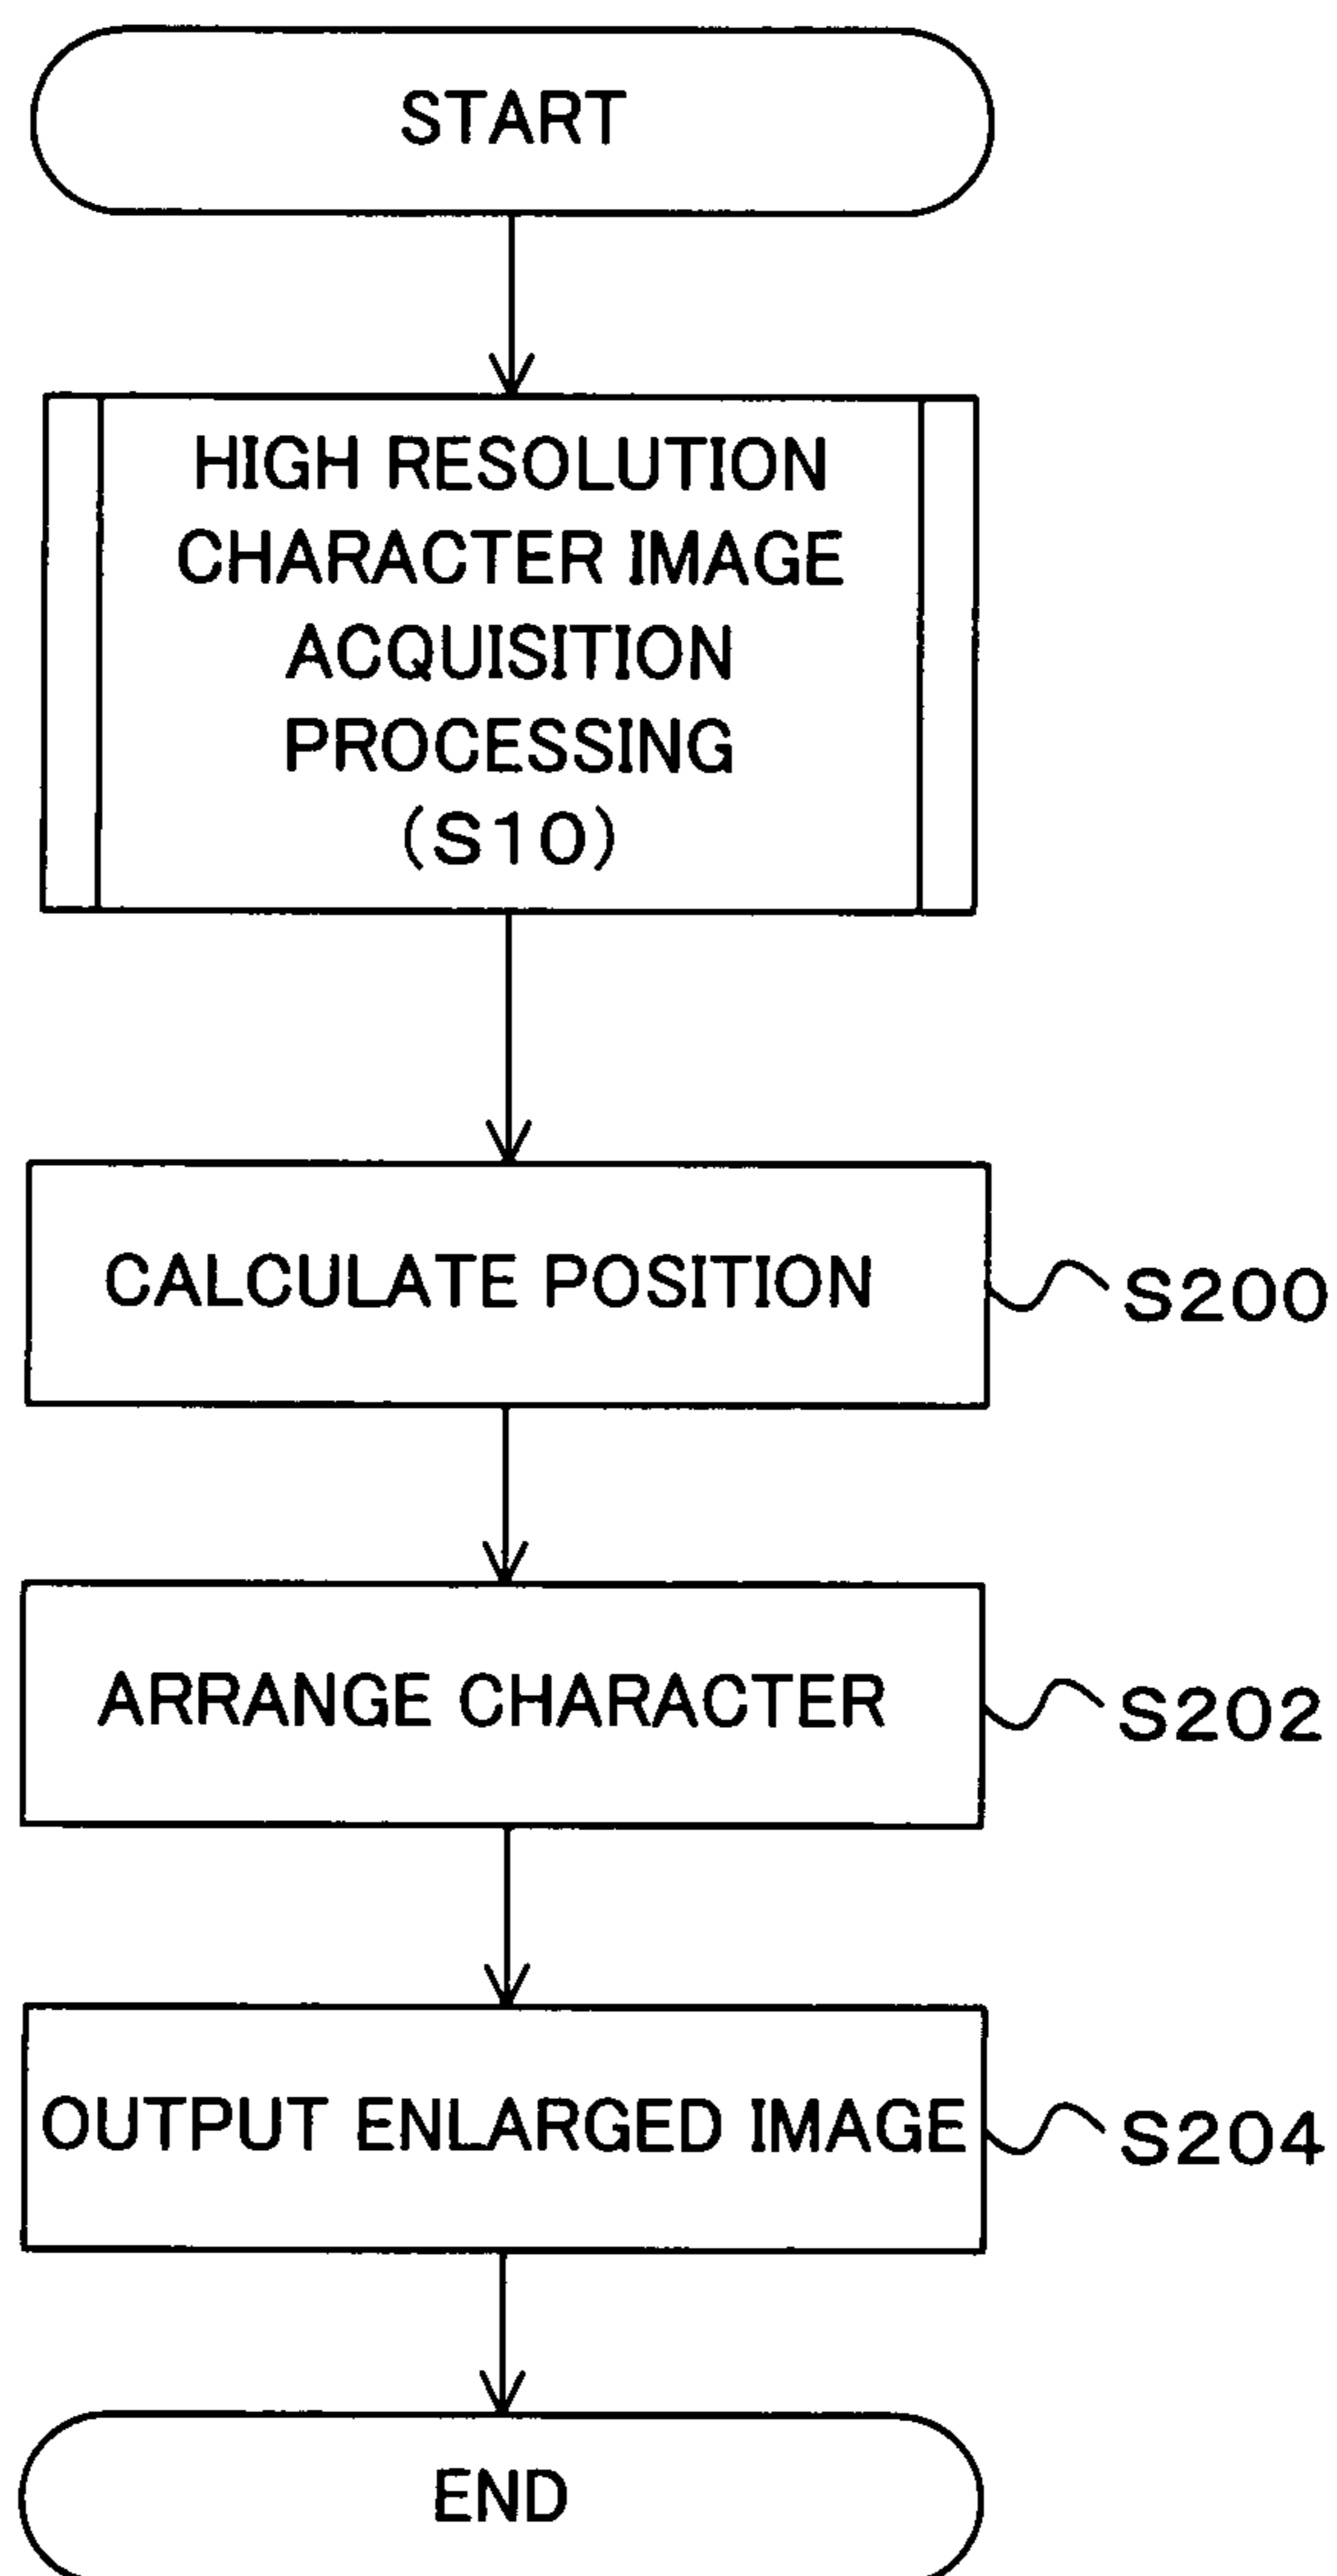 START
HIGH RESOLUTION
CHARACTER IMAGE
ACQUISITION
PROCESSING
(S10)
CALCULATE POSITION
S200
ARRANGE CHARACTER
S202
OUTPUT ENLARGED IMAGE
S204
END